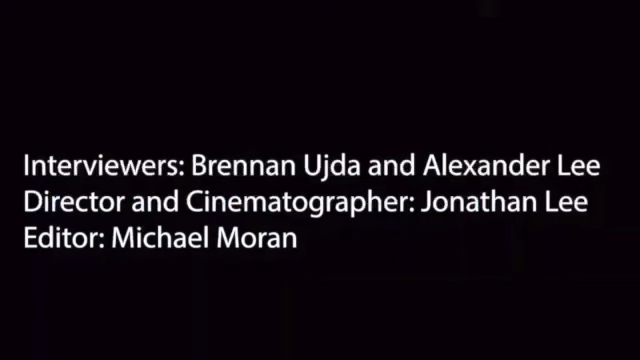 Interviewers: Brennan Ujda and Alexander Lee
Director and Cinematographer: Jonathan Lee
Editor: Michael Moran